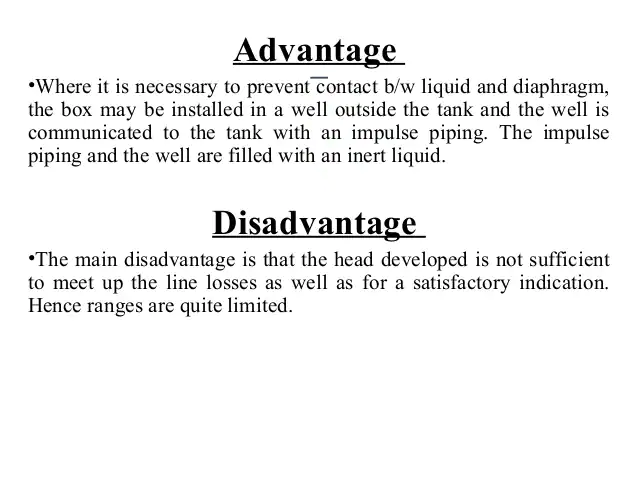 Advantage
•Where it is necessary to prevent contact b/w liquid and diaphragm,
the box may be installed in a well outside the tank and the well is
communicated to the tank with an impulse piping. The impulse
piping and the well are filled with an inert liquid.
Disadvantage
•The main disadvantage is that the head developed is not sufficient
to meet up the line losses as well as for a satisfactory indication.
Hence ranges are quite limited.